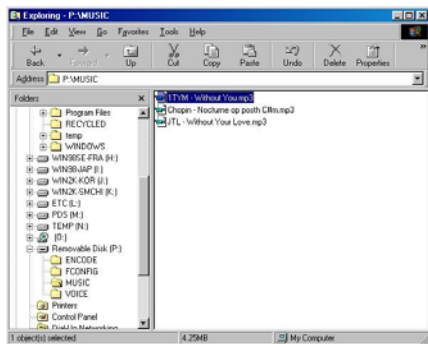 Exploring - P:\MUSIC
File Edit View Go Favorites Tools Help
Back Forward Up Cut Copy Paste Undo Delete Properties »
Address P:\MUSIC
Folders x
Program Files
RECYCLED
temp
WINDOWS
WIN98SE-FRA (H:)
WIN98-JAP (I:)
WIN2K-KOR (J:)
WIN2K-SMCHI (K:)
ETC (L:)
PDS (M:)
TEMP (N:)
(O:)
Removable Disk (P:)
ENCODE
FCONFIG
MUSIC
VOICE
Printers
Control Panel
Dial-Up Networking
1TYM - Without You.mp3
Chopin - Nocturne op posth C#m.mp3
JTL - Without Your Love.mp3
1 object(s) selected 4.25MB My Computer